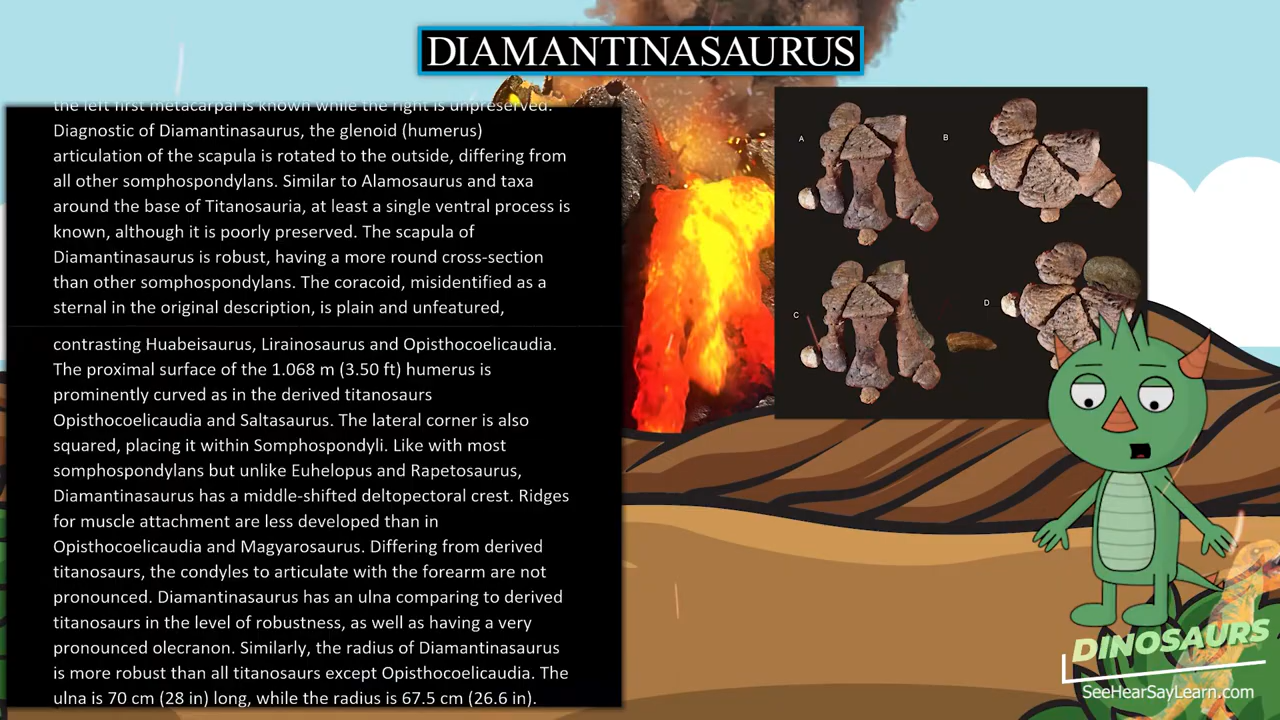 DIAMANTINASAURUS
the left first metacarpal is known while the right is unpreserved.
Diagnostic of Diamantinasaurus, the glenoid (humerus)
articulation of the scapula is rotated to the outside, differing from
all other somphospondylans. Similar to Alamosaurus and taxa
around the base of Titanosauria, at least a single ventral process is
known, although it is poorly preserved. The scapula of
Diamantinasaurus is robust, having a more round cross-section
than other somphospondylans. The coracoid, misidentified as a
sternal in the original description, is plain and unfeatured,
contrasting Huabeisaurus, Lirainosaurus and Opisthocoelicaudia.
The proximal surface of the 1.068 m (3.50 ft) humerus is
prominently curved as in the derived titanosaurs
Opisthocoelicaudia and Saltasaurus. The lateral corner is also
squared, placing it within Somphospondyli. Like with most
somphospondylans but unlike Euhelopus and Rapetosaurus,
Diamantinasaurus has a middle-shifted deltopectoral crest. Ridges
for muscle attachment are less developed than in
Opisthocoelicaudia and Magyarosaurus. Differing from derived
titanosaurs, the condyles to articulate with the forearm are not
pronounced. Diamantinasaurus has an ulna comparing to derived
titanosaurs in the level of robustness, as well as having a very
pronounced olecranon. Similarly, the radius of Diamantinasaurus
is more robust than all titanosaurs except Opisthocoelicaudia. The
ulna is 70 cm (28 in) long, while the radius is 67.5 cm (26.6 in).
A
B
C
D
DINOSAURS
SeeHearSayLearn.com